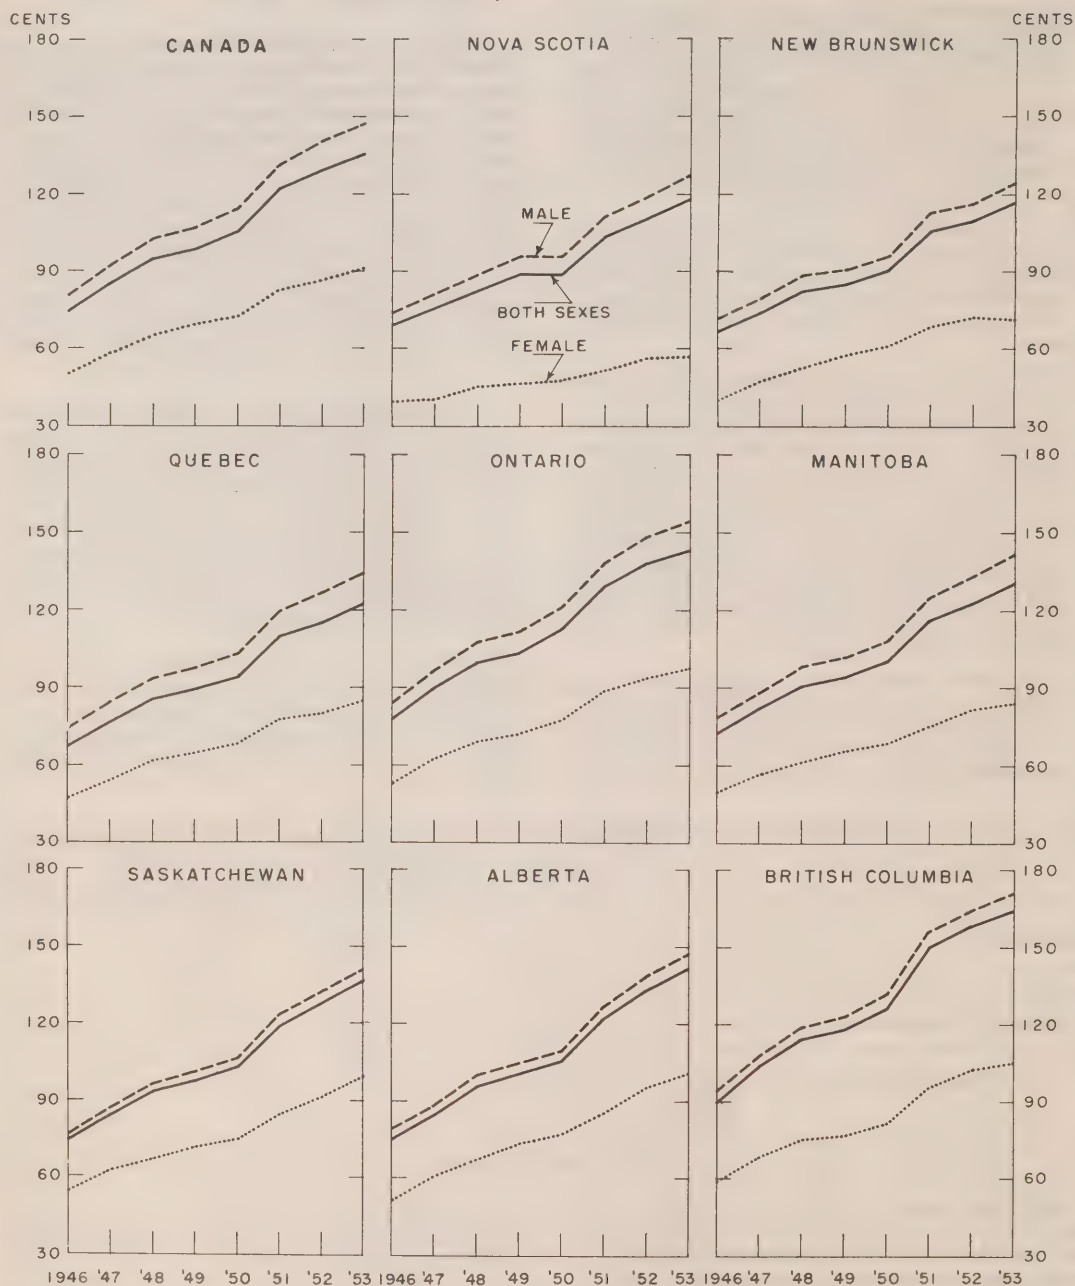 CENTS CENTS
180 CANADA NOVA SCOTIA NEW BRUNSWICK 180
150 150
120 MALE 120
90 90
BOTH SEXES
60 FEMALE 60
30 30
180 QUEBEC ONTARIO MANITOBA 180
150 150
120 120
90 90
60 60
30 30
180 SASKATCHEWAN ALBERTA BRITISH COLUMBIA 180
150 150
120 120
90 90
60 60
30 30
1946 '47 '48 '49 '50 '51 '52 '53 1946 '47 '48 '49 '50 '51 '52 '53 1946 '47 '48 '49 '50 '51 '52 '53